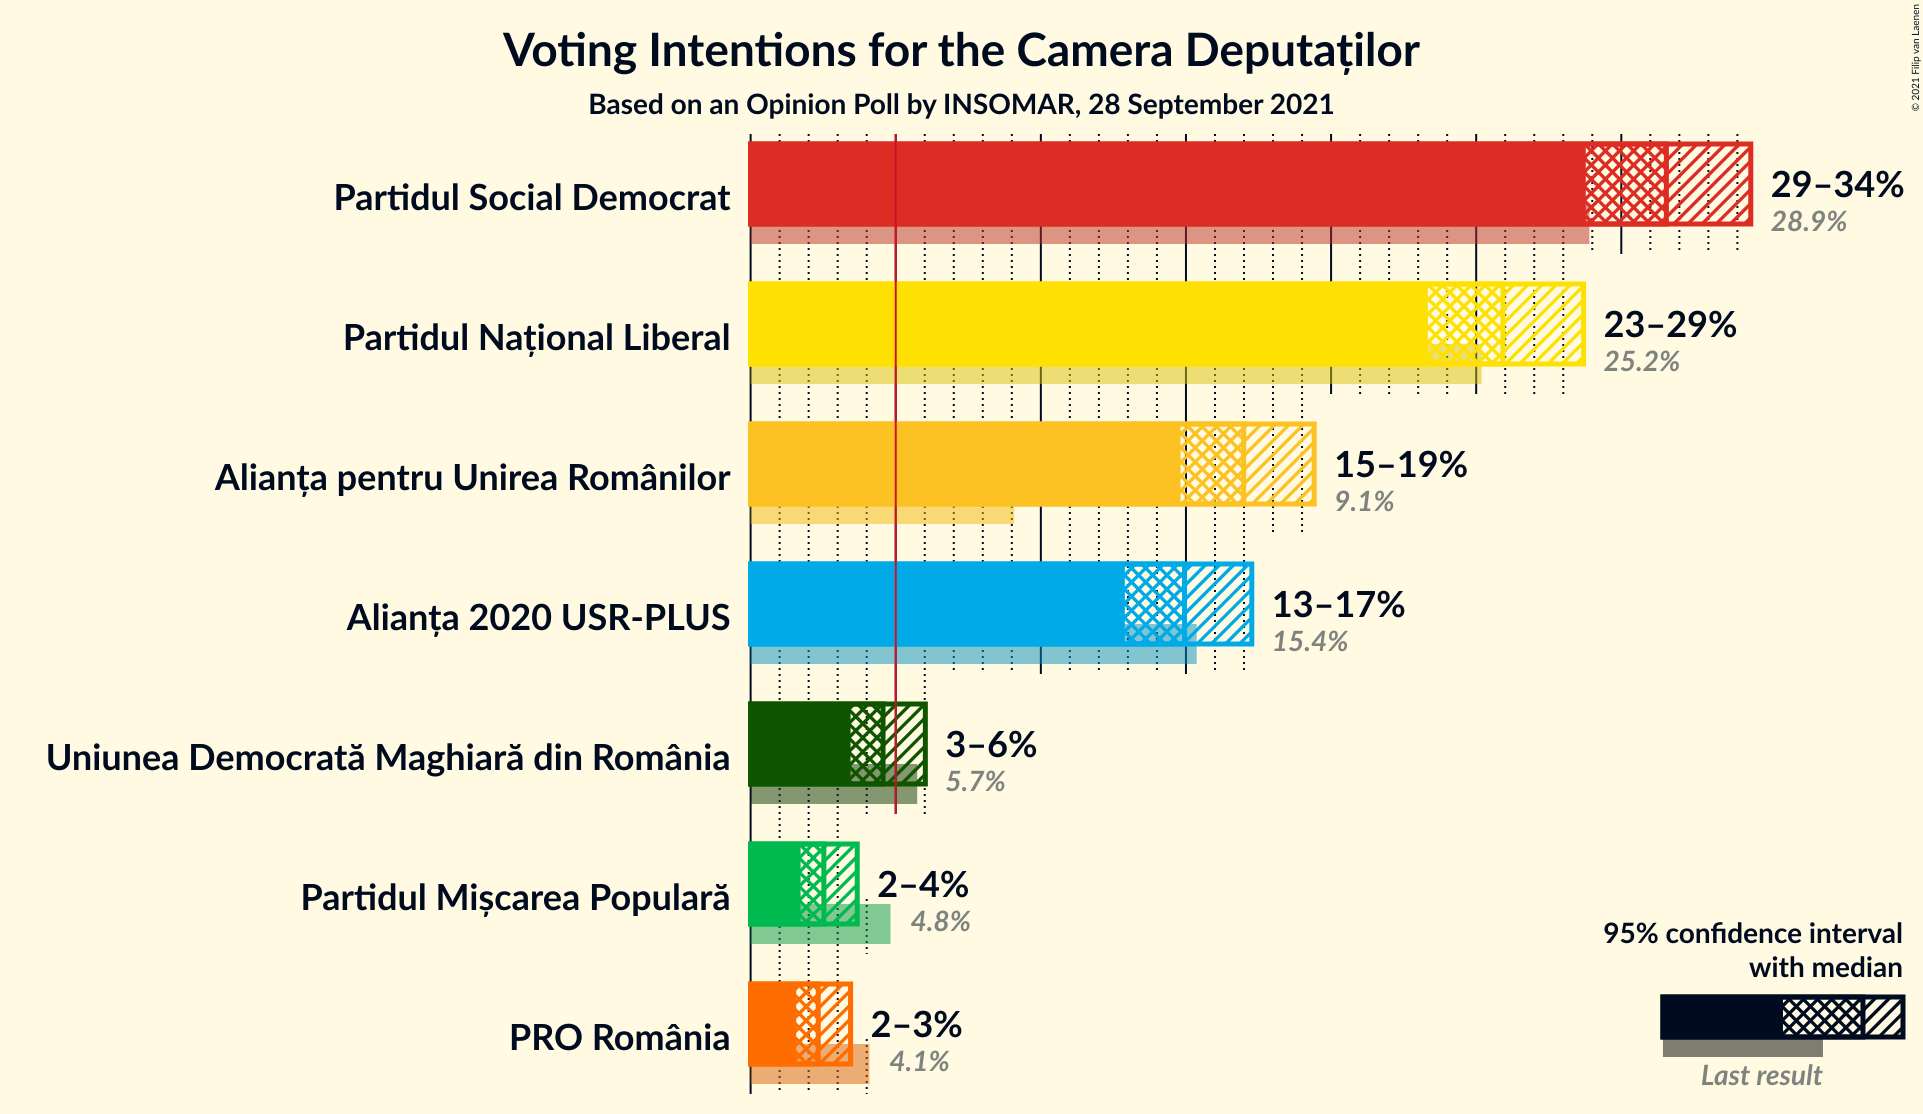 Voting Intentions for the Camera Deputaților
Based on an Opinion Poll by INSOMAR, 28 September 2021
© 2021 Filip van Laenen
Partidul Social Democrat
29–34%
28.9%
Partidul Național Liberal
23–29%
25.2%
Alianța pentru Unirea Românilor
15–19%
9.1%
Alianța 2020 USR-PLUS
13–17%
15.4%
Uniunea Democrată Maghiară din România
3–6%
5.7%
Partidul Mișcarea Populară
2–4%
4.8%
PRO România
2–3%
4.1%
95% confidence interval
with median
Last result